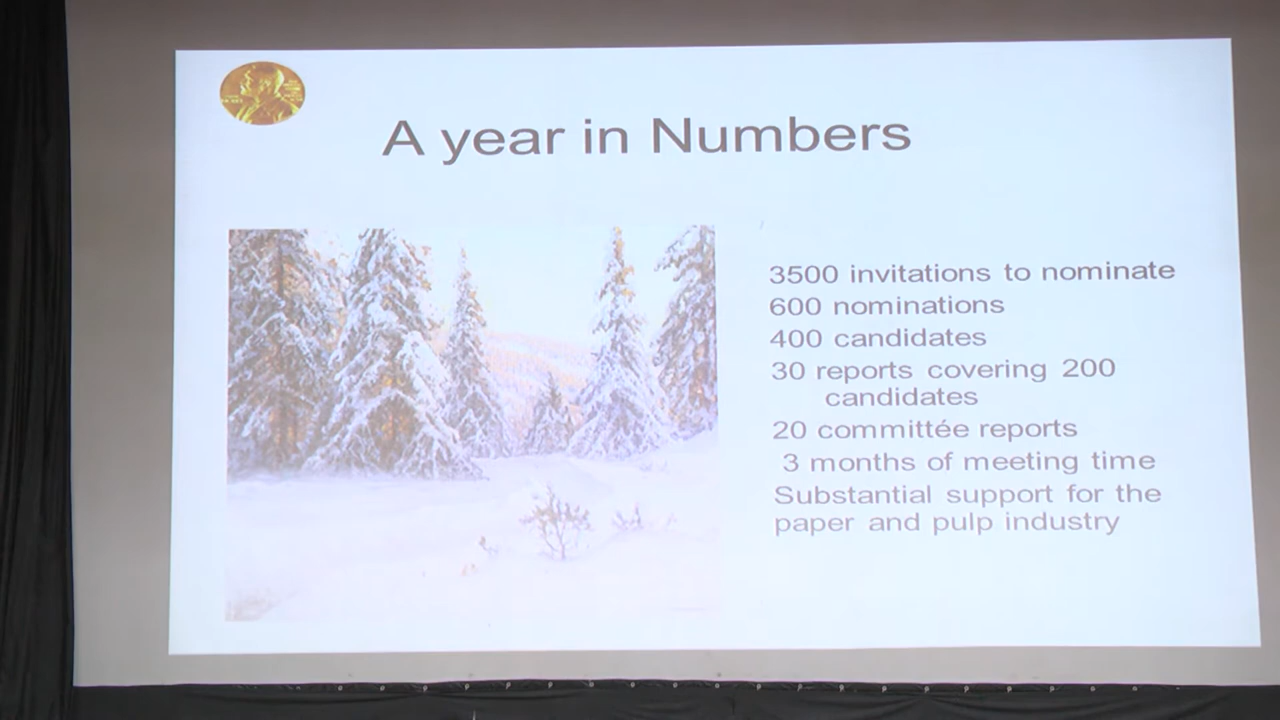 A year in Numbers
3500 invitations to nominate
600 nominations
400 candidates
30 reports covering 200
candidates
20 committée reports
3 months of meeting time
Substantial support for the
paper and pulp industry